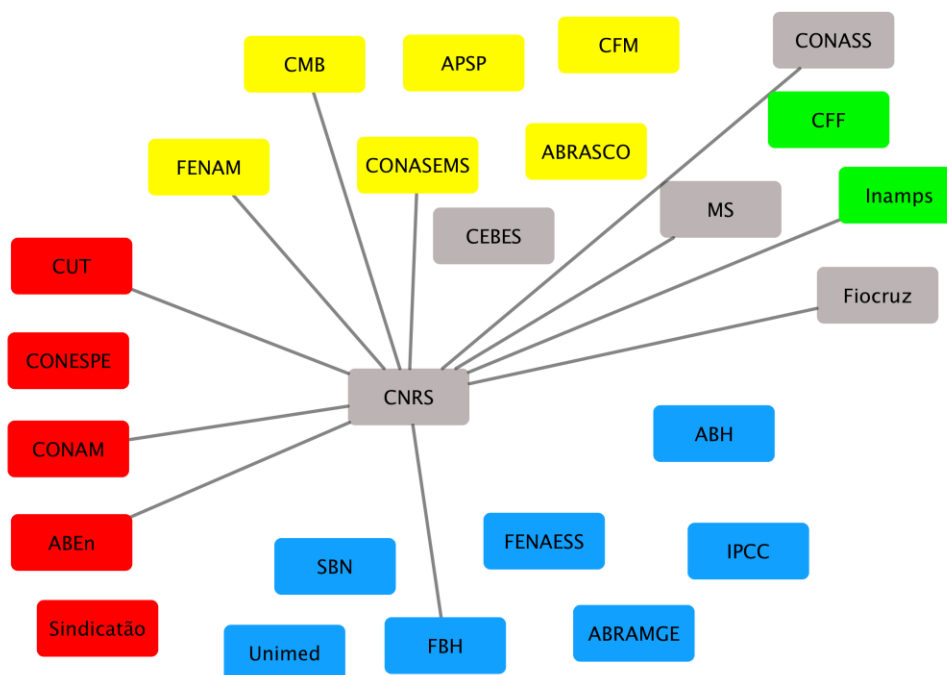 CONASS
CMB
APSP
CFM
CFF
FENAM
CONASEMS
ABRASCO
Inamps
MS
CEBES
CUT
Fiocruz
CONESPE
CNRS
CONAM
ABH
ABEn
SBN
FENAESS
IPCC
Sindicatão
Unimed
FBH
ABRAMGE